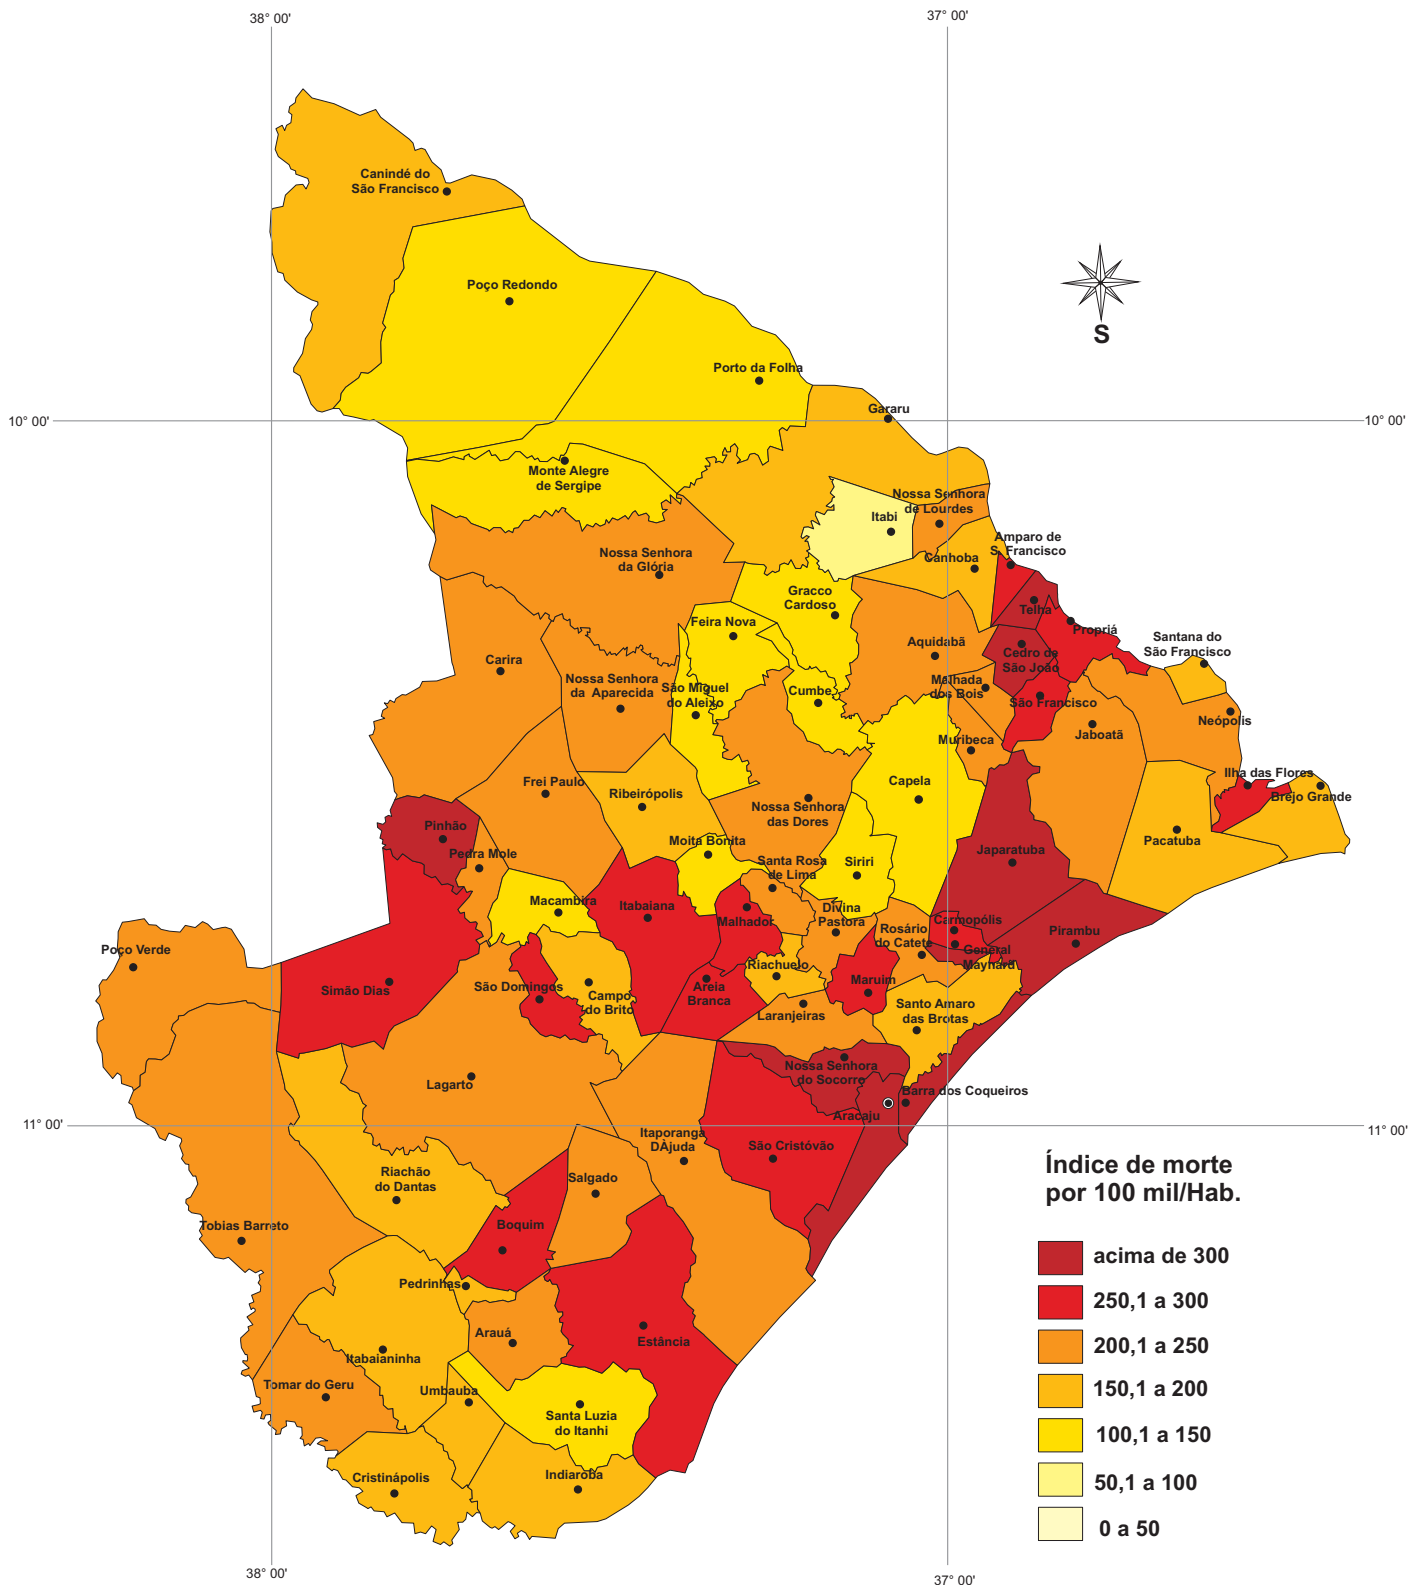 38° 00'
37° 00'
Canindé do
São Francisco
Poço Redondo
S
Porto da Folha
10° 00'
Gararu
10° 00'
Monte Alegre
de Sergipe
Nossa Senhora
de Lourdes
Itabi
Amparo de
S. Francisco
Nossa Senhora
da Glória
Canhoba
Gracco
Cardoso
Telha
Feira Nova
Propriá
Santana do
São Francisco
Aquidabã
Carira
Cedro de
São João
Nossa Senhora
da Aparecida
São Miguel
do Aleixo
Cumbe
Malhada
dos Bois
São Francisco
Neópolis
Jaboatã
Muribeca
Ilha das Flores
Frei Paulo
Ribeirópolis
Capela
Brejo Grande
Nossa Senhora
das Dores
Pinhão
Moita Bonita
Pacatuba
Pedra Mole
Santa Rosa
de Lima
Siriri
Japaratuba
Macambira
Itabaiana
Malhador
Divina
Pastora
Carmopólis
Rosário
do Catete
Pirambu
Poço Verde
General
Maynard
Riachuelo
Simão Dias
São Domingos
Campo
do Brito
Areia
Branca
Maruim
Laranjeiras
Santo Amaro
das Brotas
Nossa Senhora
do Socorro
Lagarto
Barra dos Coqueiros
Aracaju
11° 00'
11° 00'
Itaporanga
DÀjuda
São Cristóvão
Riachão
do Dantas
Salgado
Tobias Barreto
Boquim
Pedrinhas
Arauá
Estância
Itabaianinha
Tomar do Geru
Umbauba
Santa Luzia
do Itanhi
Cristinápolis
Indiaroba
Índice de morte
por 100 mil/Hab.
acima de 300
250,1 a 300
200,1 a 250
150,1 a 200
100,1 a 150
50,1 a 100
0 a 50
38° 00'
37° 00'